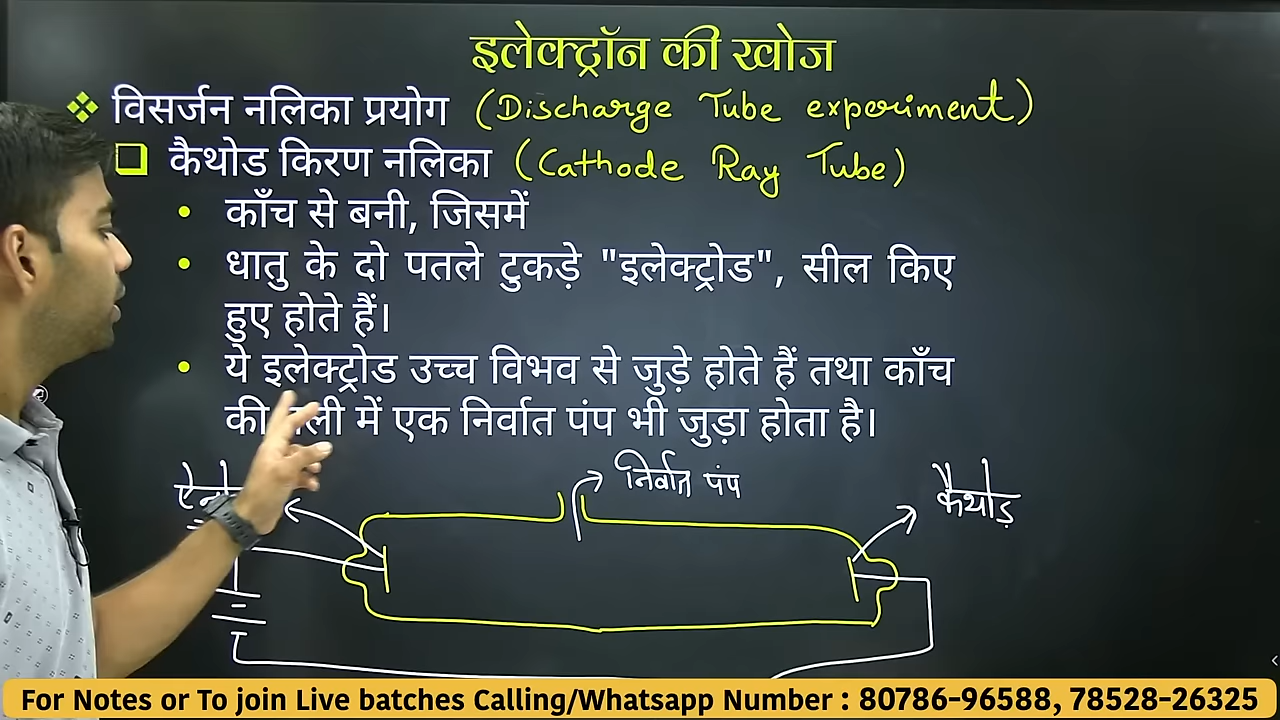 इलेक्ट्रॉन की खोज
❖ विसर्जन नलिका प्रयोग (Discharge Tube experiment)
❑ कैथोड किरण नलिका (Cathode Ray Tube)
• काँच से बनी, जिसमें
• धातु के दो पतले टुकड़े "इलेक्ट्रोड", सील किए
हुए होते हैं।
• ये इलेक्ट्रोड उच्च विभव से जुड़े होते हैं तथा काँच
की में एक निर्वात पंप भी जुड़ा होता है।
निर्वात पंप
कैथोड़
For Notes or To join Live batches Calling/Whatsapp Number : 80786-96588, 78528-26325